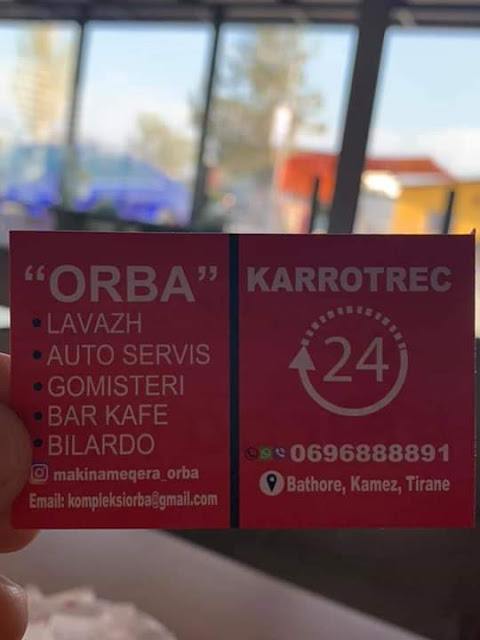 “ORBA”
• LAVAZH
• AUTO SERVIS
• GOMISTERI
• BAR KAFE
• BILARDO
makinameqera_orba
Email: kompleksiorba@gmail.com
KARROTREC
24
0696888891
Bathore, Kamez, Tirane